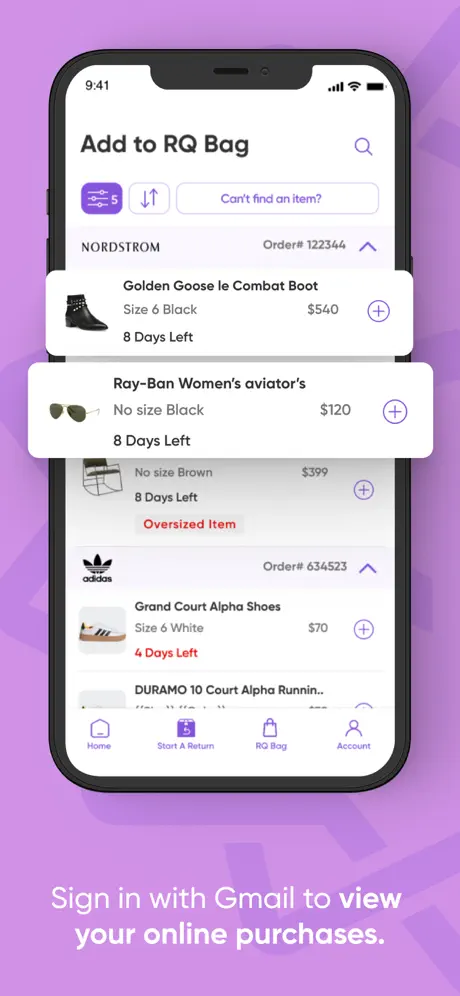 9:41
Add to RQ Bag
5
Can't find an item?
NORDSTROM
Order# 122344
Golden Goose le Combat Boot
Size 6 Black
$540
8 Days Left
Ray-Ban Women's aviator's
No size Black
$120
8 Days Left
No size Brown
$399
8 Days Left
Oversized Item
adidas
Order# 634523
Grand Court Alpha Shoes
Size 6 White
$70
4 Days Left
DURAMO 10 Court Alpha Runnin..
Home
Start A Return
RQ Bag
Account
Sign in with Gmail to view
your online purchases.